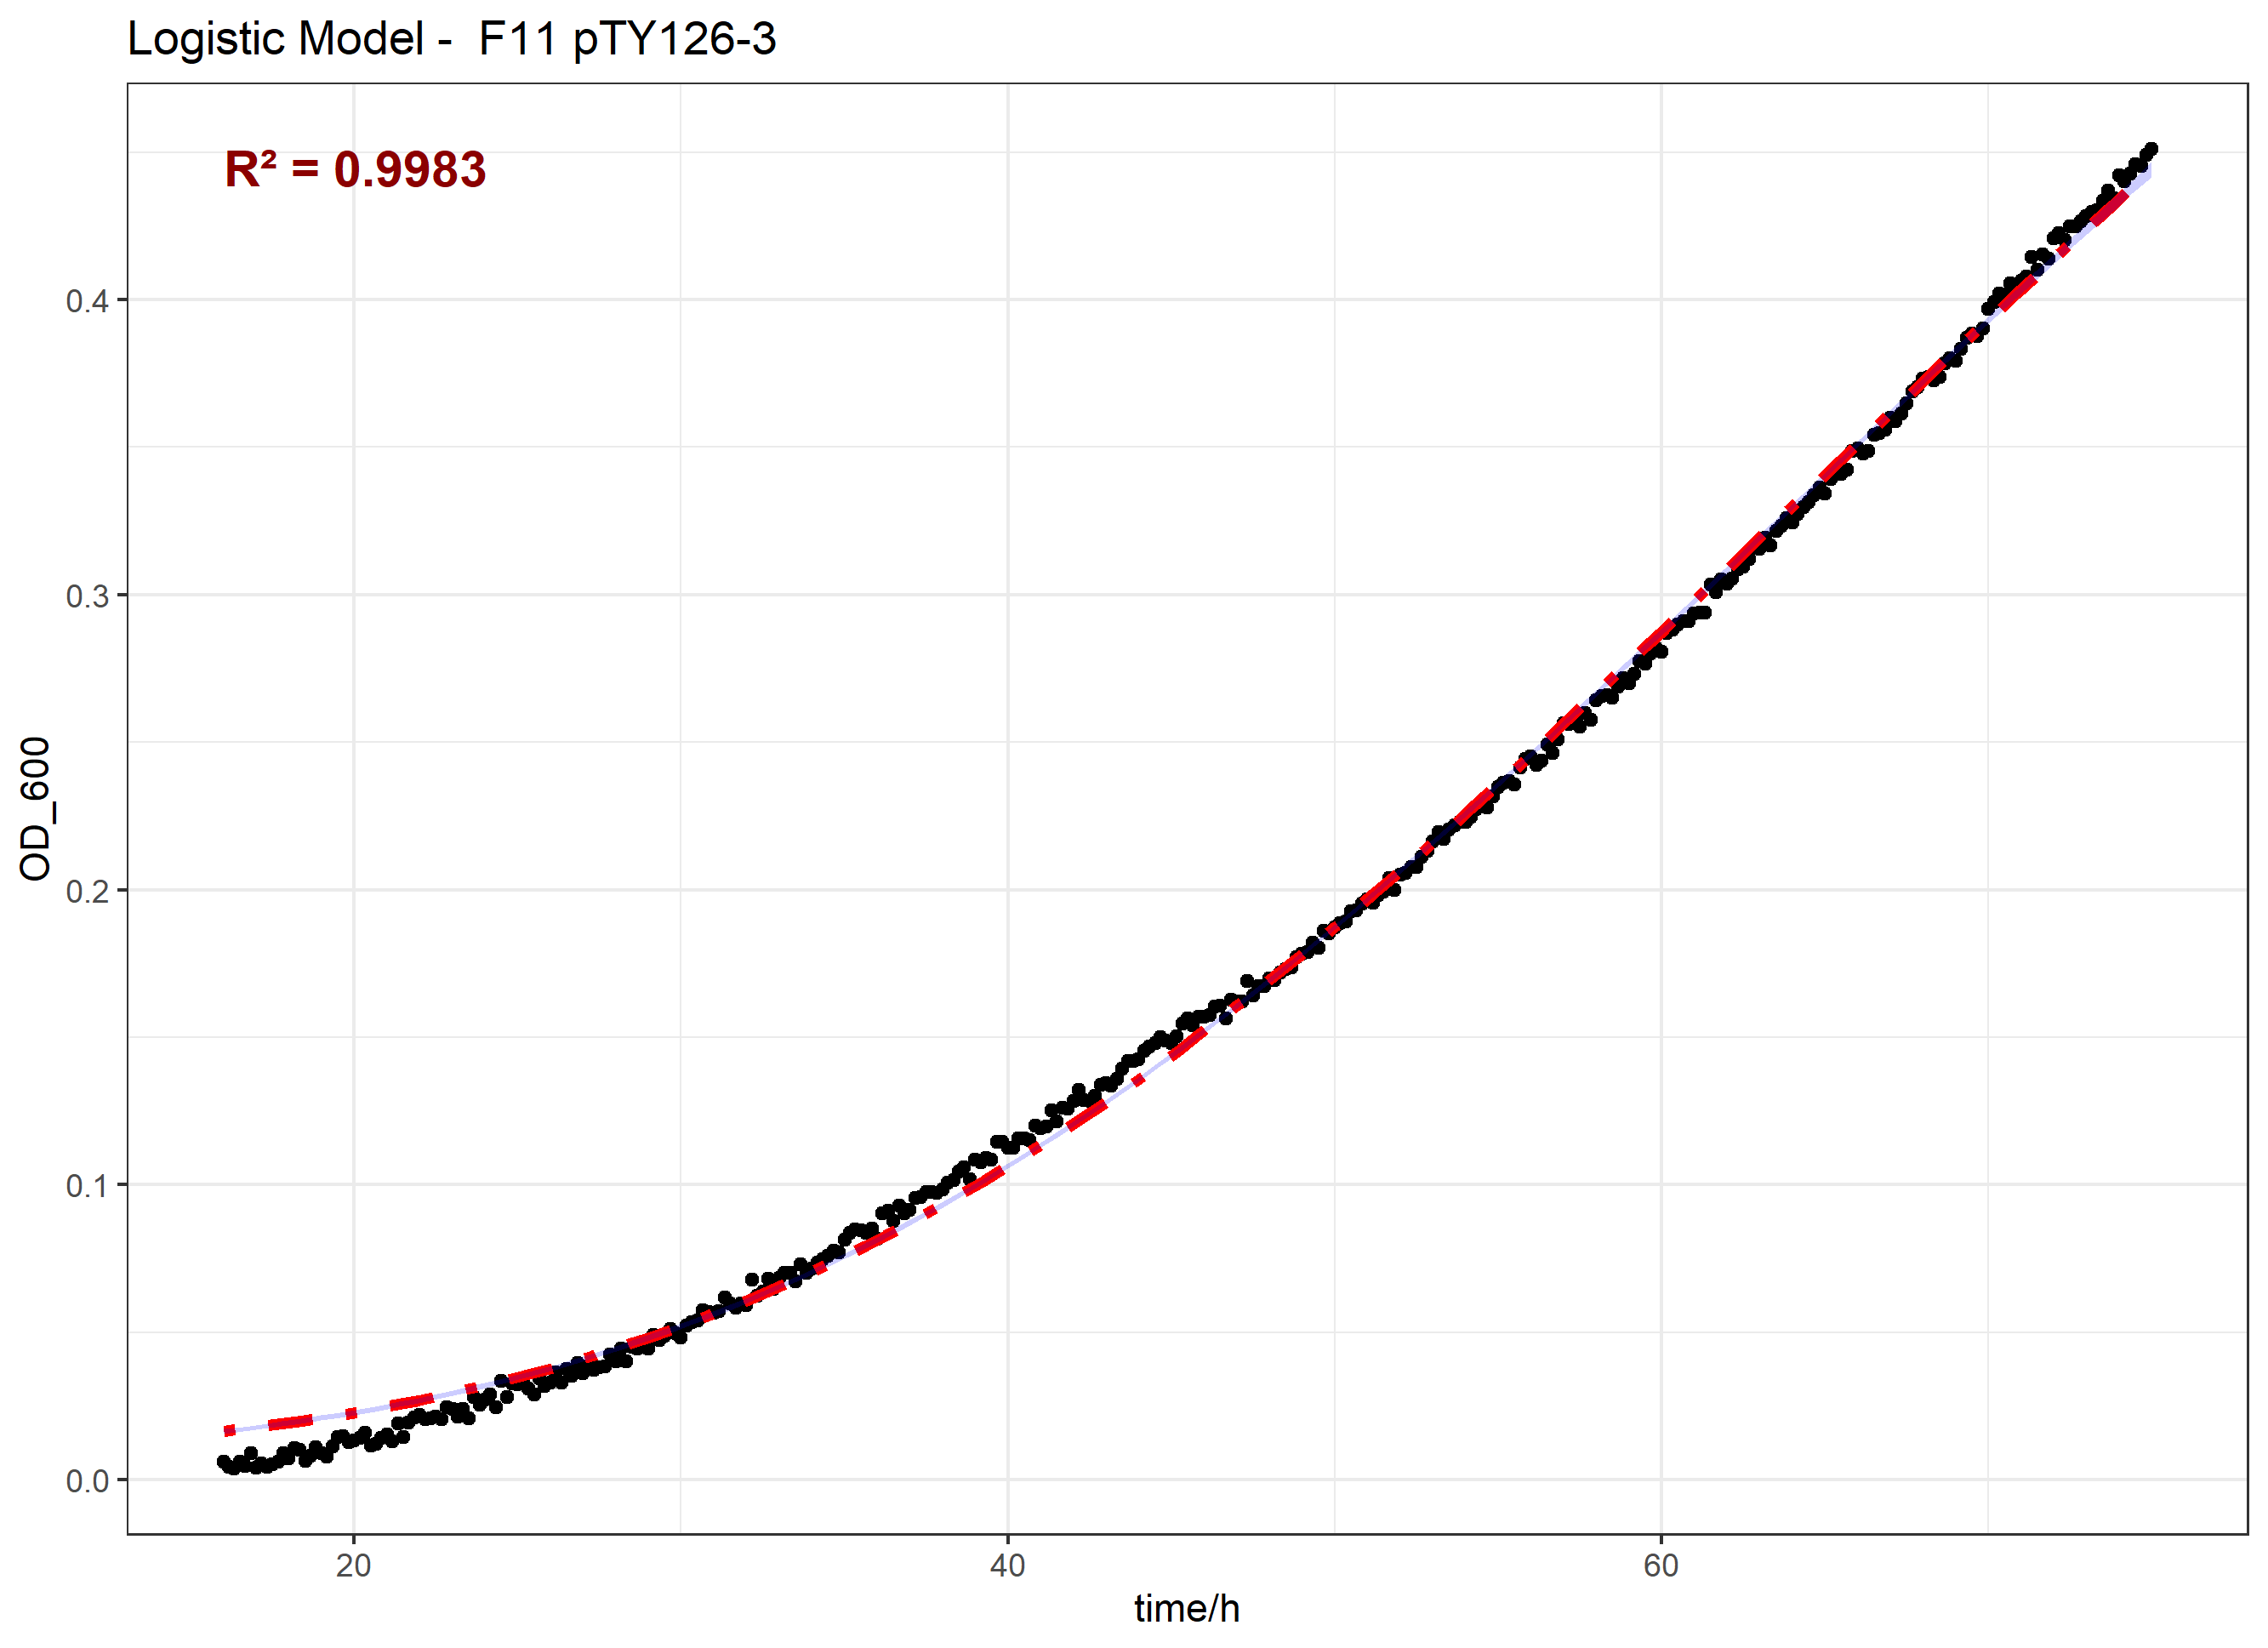 Logistic Model -  F11 pTY126-3
R² = 0.9983
0.4
0.3
0.2
0.1
0.0
OD_600
20 40 60
time/h